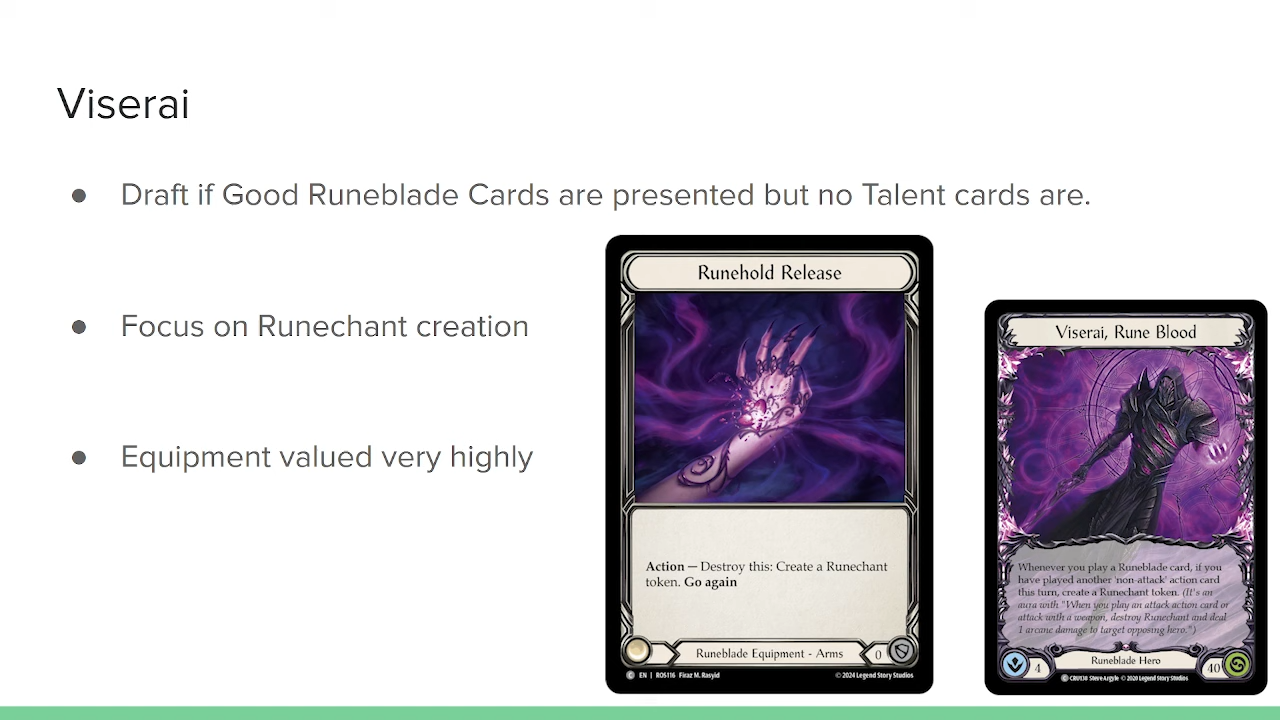 Viserai
● Draft if Good Runeblade Cards are presented but no Talent cards are.
● Focus on Runechant creation
● Equipment valued very highly
Runehold Release
Action — Destroy this: Create a Runechant
token. Go again
Runeblade Equipment - Arms
0
C EN | ROS116 Firaz M. Rasyid
© 2024 Legend Story Studios
Viserai, Rune Blood
Whenever you play a Runeblade card, if you
have played another 'non-attack' action card
this turn, create a Runechant token. (It's an
aura with "When you play an attack action card or
attack with a weapon, destroy Runechant and deal
1 arcane damage to target opposing hero.")
4
Runeblade Hero
40
C CRU138 Steve Argyle © 2020 Legend Story Studios